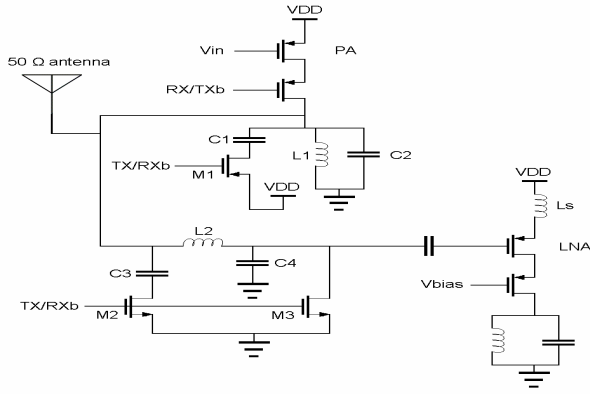 VDD
Vin
PA
50 Ω antenna
RX/TXb
C1
L1
C2
TX/RXb
M1
VDD
VDD
Ls
L2
LNA
C3
C4
Vbias
TX/RXb
M2
M3